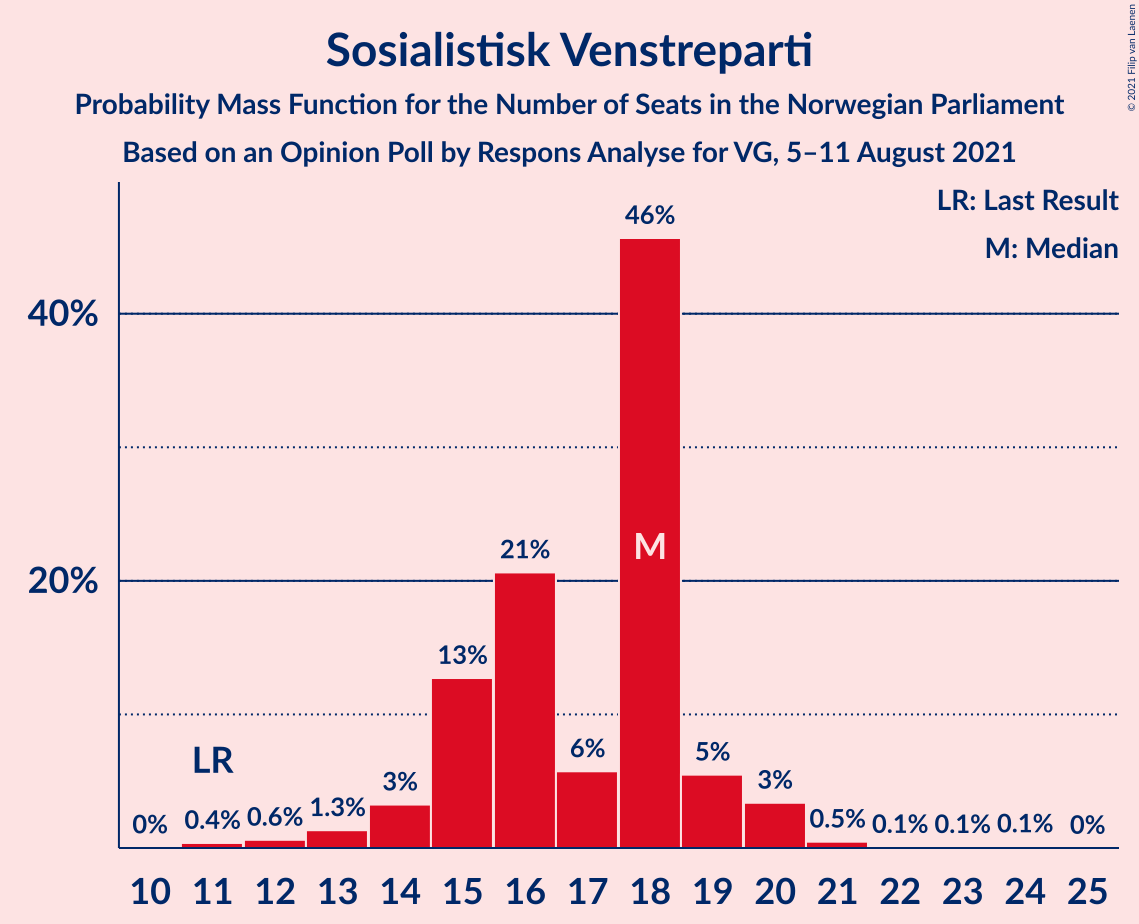 Sosialistisk Venstreparti
Probability Mass Function for the Number of Seats in the Norwegian Parliament
Based on an Opinion Poll by Respons Analyse for VG, 5–11 August 2021
© 2021 Filip van Laenen
LR: Last Result
M: Median
40%
20%
0%
0.4%
0.6%
1.3%
3%
13%
21%
6%
46%
5%
3%
0.5%
0.1%
0.1%
0.1%
0%
LR
M
10 11 12 13 14 15 16 17 18 19 20 21 22 23 24 25